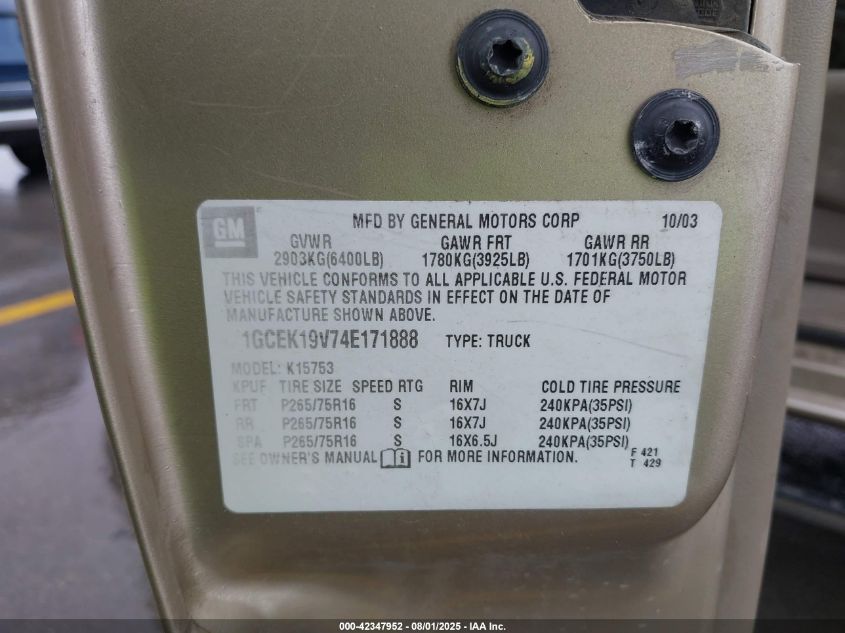 GM
MFD BY GENERAL MOTORS CORP 10/03
GVWR GAWR FRT GAWR RR
2903KG(6400LB) 1780KG(3925LB) 1701KG(3750LB)
THIS VEHICLE CONFORMS TO ALL APPLICABLE U.S. FEDERAL MOTOR
VEHICLE SAFETY STANDARDS IN EFFECT ON THE DATE OF
MANUFACTURE SHOWN ABOVE.
1GCEK19V74E171888 TYPE: TRUCK
MODEL: K15753
TIRE SIZE SPEED RTG RIM COLD TIRE PRESSURE
FRT P265/75R16 S 16X7J 240KPA(35PSI)
RR P265/75R16 S 16X7J 240KPA(35PSI)
SPA P265/75R16 S 16X6.5J 240KPA(35PSI)
SEE OWNER'S MANUAL FOR MORE INFORMATION.
F 421
T 429
000-42347952 - 08/01/2025 - IAA Inc.